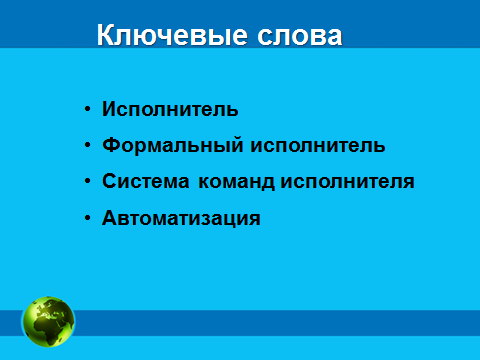 Ключевые слова
• Исполнитель
• Формальный исполнитель
• Система команд исполнителя
• Автоматизация